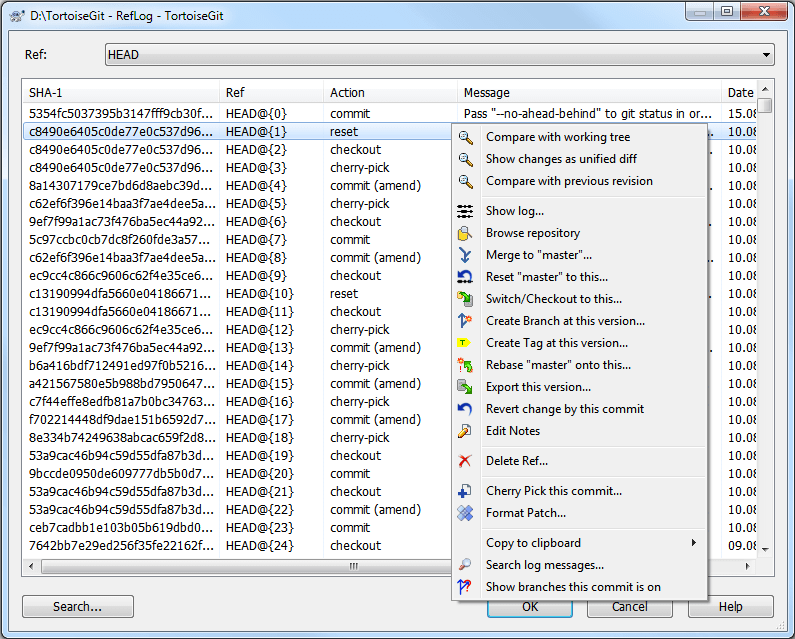 D:\TortoiseGit - RefLog - TortoiseGit
Ref: HEAD
SHA-1 Ref Action Message Date
5354fc5037395b3147fff9cb30f... HEAD@{0} commit Pass "--no-ahead-behind" to git status in or... 15.08
c8490e6405c0de77e0c537d96... HEAD@{1} reset 10.08
c8490e6405c0de77e0c537d96... HEAD@{2} checkout 10.08
c8490e6405c0de77e0c537d96... HEAD@{3} cherry-pick 10.08
8a14307179ce7bd6d8aebc39d... HEAD@{4} commit (amend) 10.08
c62ef6f396e14baa3f7ae4dee5a... HEAD@{5} cherry-pick 10.08
9ef7f99a1ac73f476ba5ec44a92... HEAD@{6} checkout 10.08
5c97ccbc0cb7dc8f260fde3a57... HEAD@{7} commit 10.08
c62ef6f396e14baa3f7ae4dee5a... HEAD@{8} commit (amend) 10.08
ec9cc4c866c9606c62f4e35ce6... HEAD@{9} checkout 10.08
c13190994dfa5660e04186671... HEAD@{10} reset 10.08
c13190994dfa5660e04186671... HEAD@{11} checkout 10.08
ec9cc4c866c9606c62f4e35ce6... HEAD@{12} cherry-pick 10.08
9ef7f99a1ac73f476ba5ec44a92... HEAD@{13} commit (amend) 10.08
b6a416bdf712491ed97f0b5216... HEAD@{14} cherry-pick 10.08
a421567580e5b988bd7950647... HEAD@{15} commit (amend) 10.08
c7f44effe8edfb81a7b0bc34763... HEAD@{16} cherry-pick 10.08
f702214448df9dae151b6592d7... HEAD@{17} commit (amend) 10.08
8e334b74249638abcac659f2d8... HEAD@{18} cherry-pick 10.08
53a9cac46b94c59d55dfa87b3d... HEAD@{19} checkout 10.08
9bccde0950de609777db5b0d7... HEAD@{20} commit 10.08
53a9cac46b94c59d55dfa87b3d... HEAD@{21} checkout 10.08
53a9cac46b94c59d55dfa87b3d... HEAD@{22} commit (amend) 10.08
ceb7cadbb1e103b05b619dbd0... HEAD@{23} commit 10.08
7642bb7e29ed256f35fe22162f... HEAD@{24} checkout 09.08
Compare with working tree
Show changes as unified diff
Compare with previous revision
Show log...
Browse repository
Merge to "master"...
Reset "master" to this...
Switch/Checkout to this...
Create Branch at this version...
Create Tag at this version...
Rebase "master" onto this...
Export this version...
Revert change by this commit
Edit Notes
Delete Ref...
Cherry Pick this commit...
Format Patch...
Copy to clipboard
Search log messages...
Show branches this commit is on
Search... OK Cancel Help